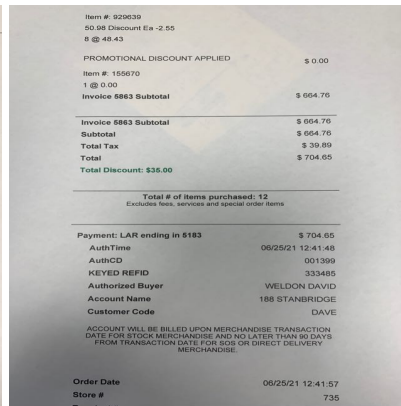 Item #: 929639
50.98 Discount Ea -2.55
8 @ 48.43
PROMOTIONAL DISCOUNT APPLIED $ 0.00
Item #: 155670
1 @ 0.00
Invoice 5863 Subtotal $ 664.76
Invoice 5863 Subtotal $ 664.76
Subtotal $ 664.76
Total Tax $ 39.89
Total $ 704.65
Total Discount: $35.00
Total # of items purchased: 12
Excludes fees, services and special order items
Payment: LAR ending in 5183 $ 704.65
AuthTime 06/25/21 12:41:48
AuthCD 001399
KEYED REFID 333485
Authorized Buyer WELDON DAVID
Account Name 188 STANBRIDGE
Customer Code DAVE
ACCOUNT WILL BE BILLED UPON MERCHANDISE TRANSACTION
DATE FOR STOCK MERCHANDISE AND NO LATER THAN 90 DAYS
FROM TRANSACTION DATE FOR SOS OR DIRECT DELIVERY
MERCHANDISE.
Order Date 06/25/21 12:41:57
Store # 735